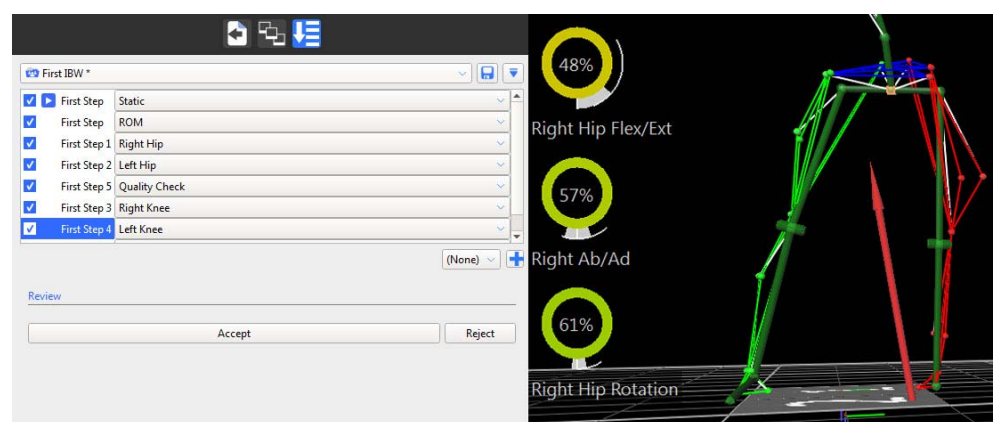 First IBW *
First Step Static
First Step ROM
First Step 1 Right Hip
First Step 2 Left Hip
First Step 5 Quality Check
First Step 3 Right Knee
First Step 4 Left Knee
(None)
Review
Accept Reject
48%
Right Hip Flex/Ext
57%
Right Ab/Ad
61%
Right Hip Rotation